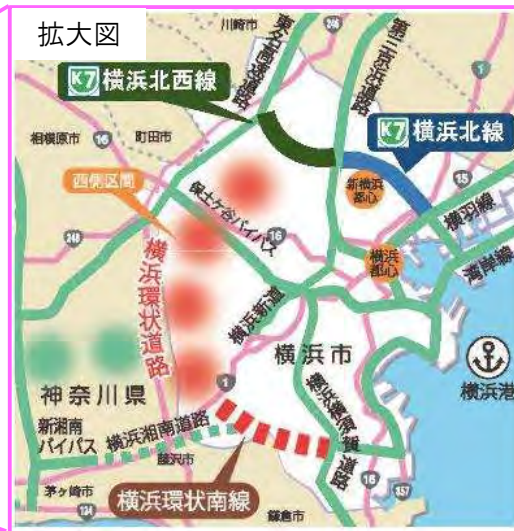 拡大図
川崎市
246
東名高速道路
第三京浜道路
1
K7 横浜北西線
相模原市
16
町田市
K7 横浜北線
西側区間
新横浜
都心
15
横羽線
保土ヶ谷バイパス
16
246
横浜
都心
湾岸線
横浜環状道路
横浜新道
横浜市
神奈川県
1
横浜港
新湘南
バイパス
横浜湘南道路
横浜横須賀道路
藤沢市
横浜環状南線
16
357
茅ヶ崎市
134
鎌倉市